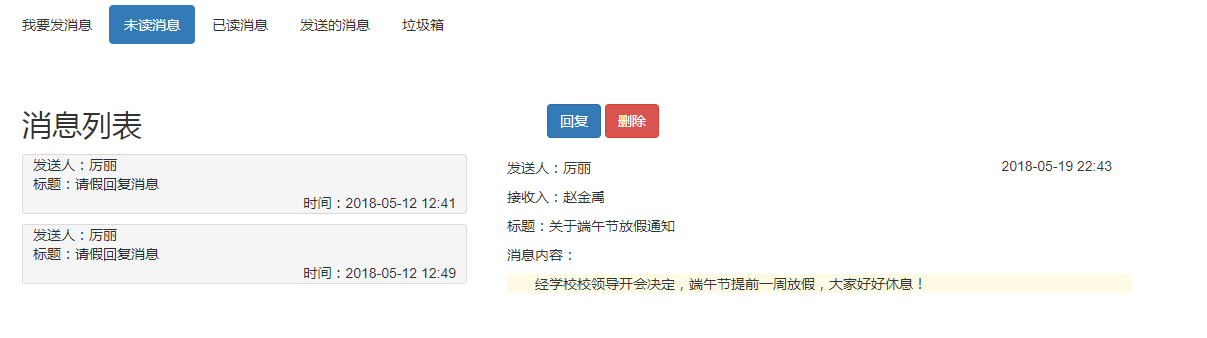 我要发消息 未读消息 已读消息 发送的消息 垃圾箱
消息列表
发送人：厉丽
标题：请假回复消息
时间：2018-05-12 12:41
发送人：厉丽
标题：请假回复消息
时间：2018-05-12 12:49
回复 删除
发送人：厉丽 2018-05-19 22:43
接收入：赵金禹
标题：关于端午节放假通知
消息内容：
经学校校领导开会决定，端午节提前一周放假，大家好好休息！